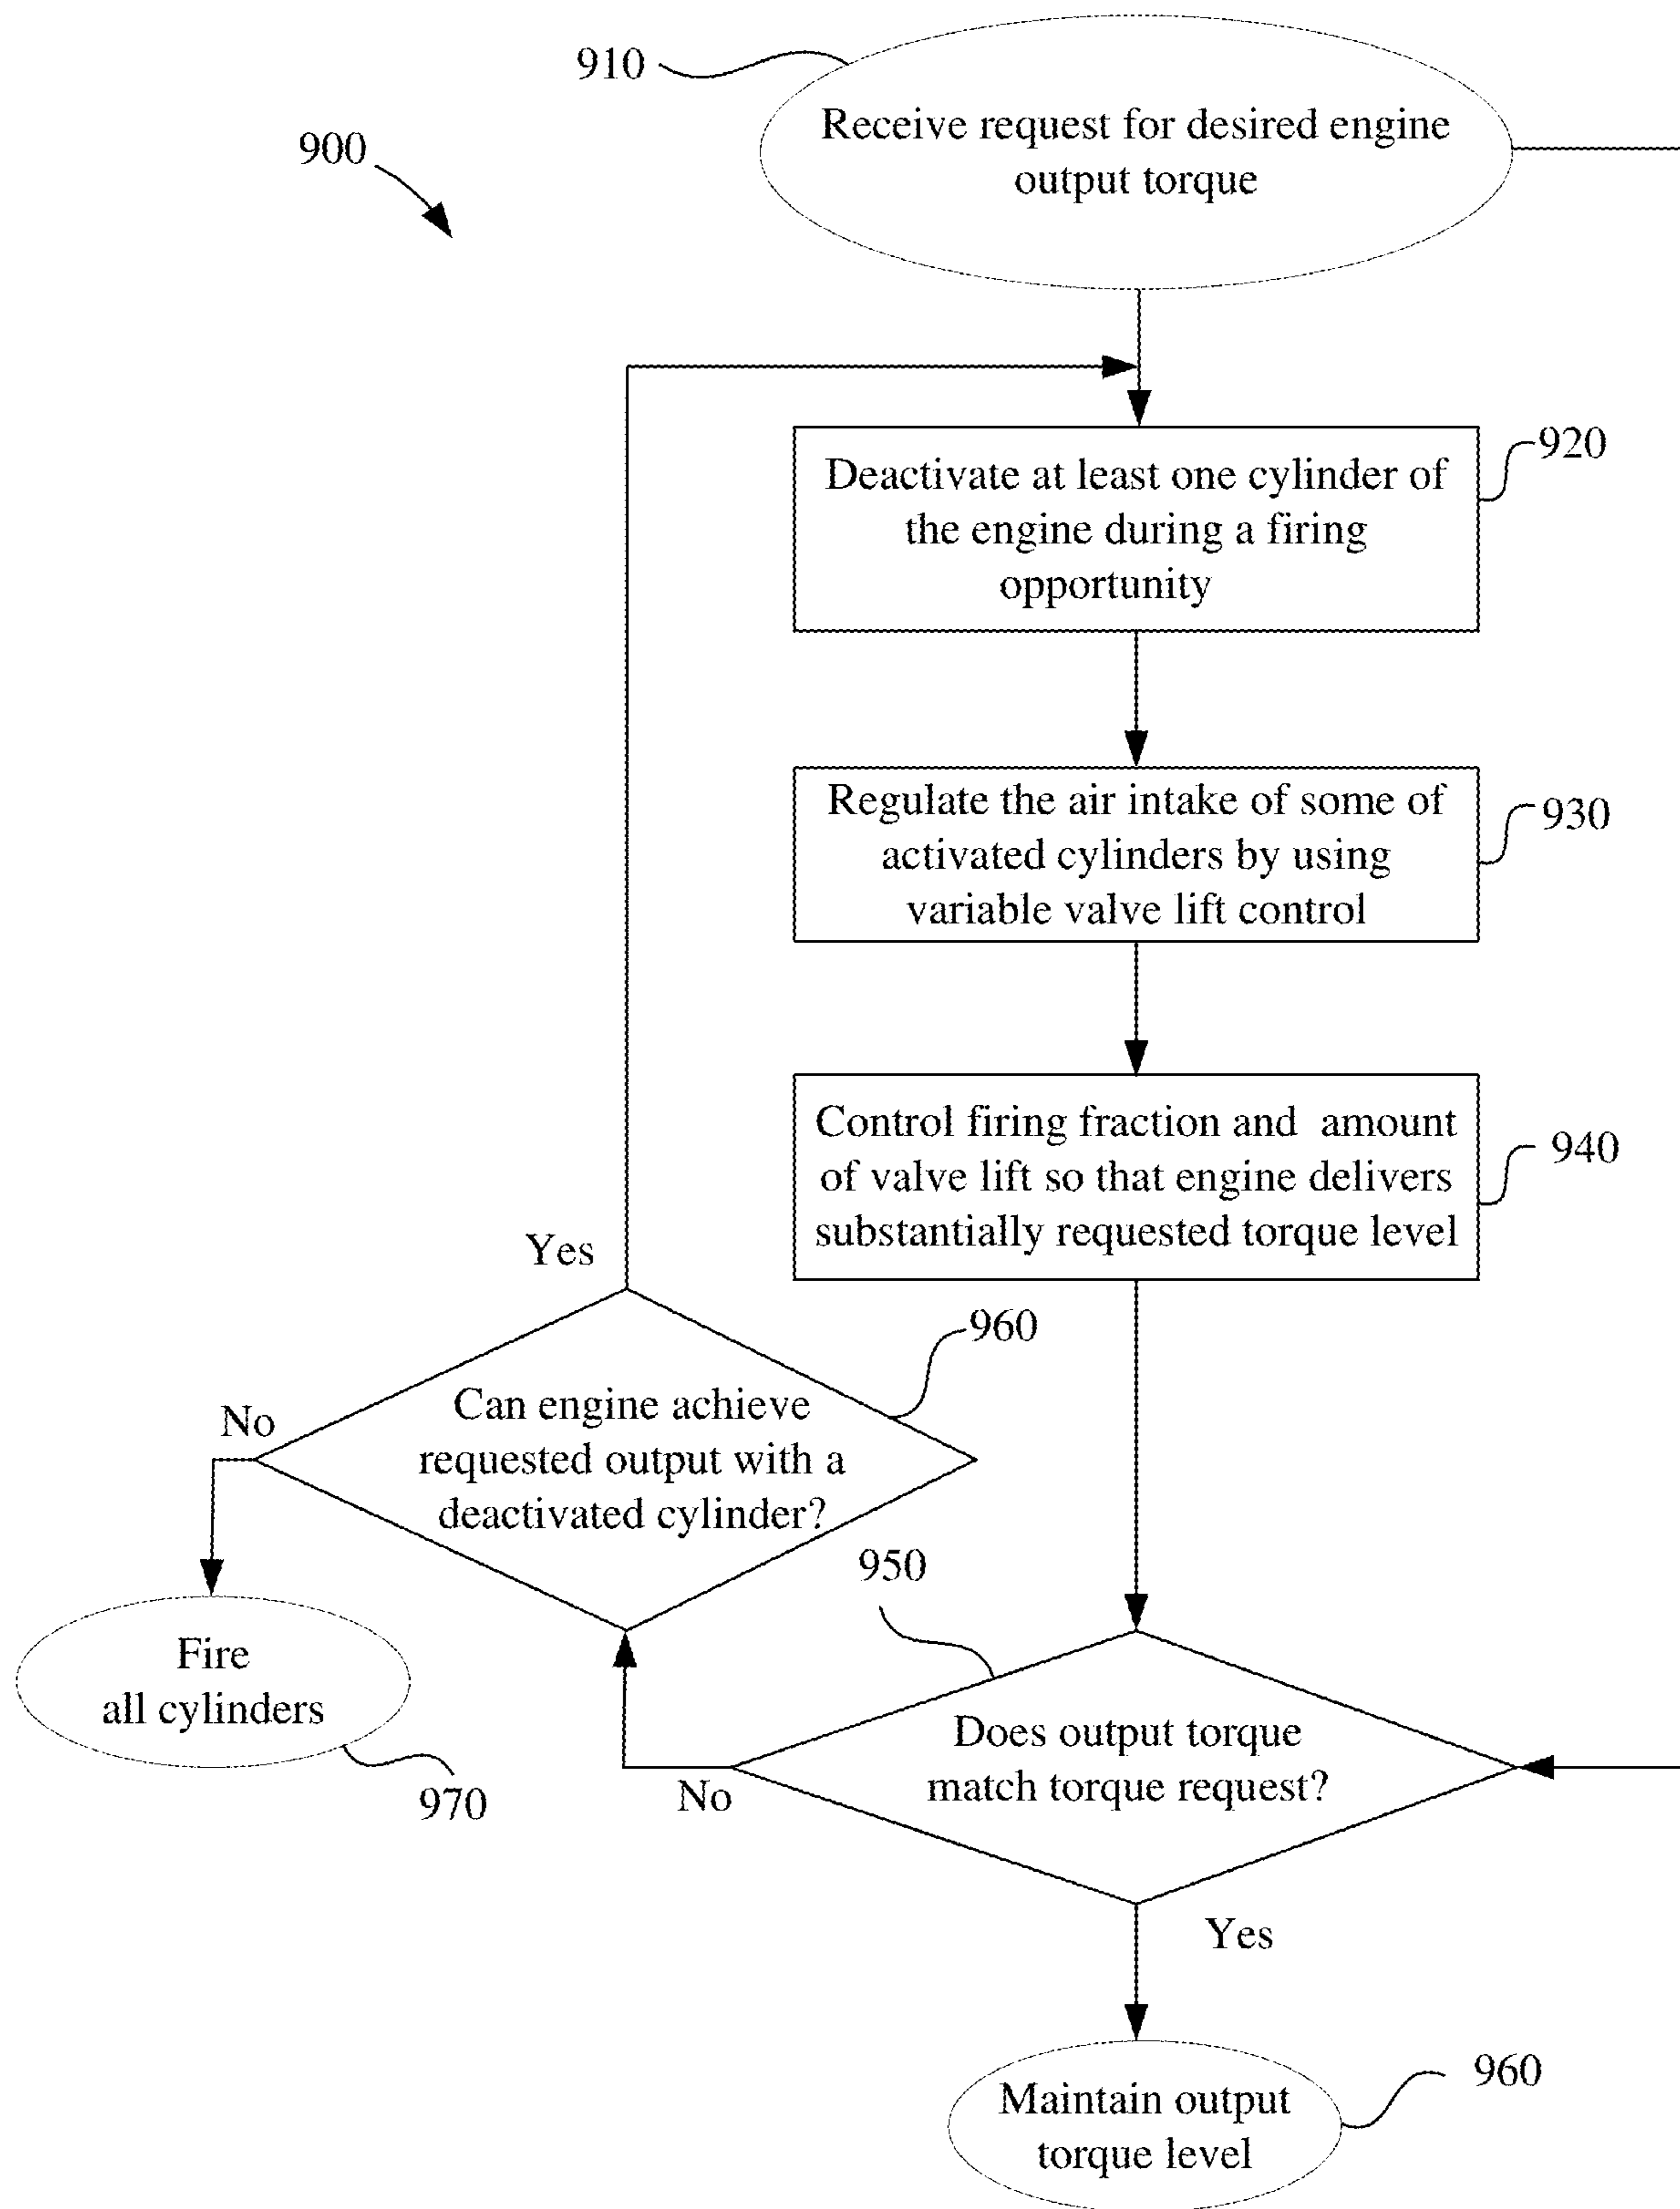 910
Receive request for desired engine
output torque
900
920
Deactivate at least one cylinder of
the engine during a firing
opportunity
930
Regulate the air intake of some of
activated cylinders by using
variable valve lift control
940
Control firing fraction and amount
of valve lift so that engine delivers
substantially requested torque level
Yes
960
Can engine achieve
requested output with a
deactivated cylinder?
No
950
Fire
all cylinders
970
Does output torque
match torque request?
No
Yes
960
Maintain output
torque level